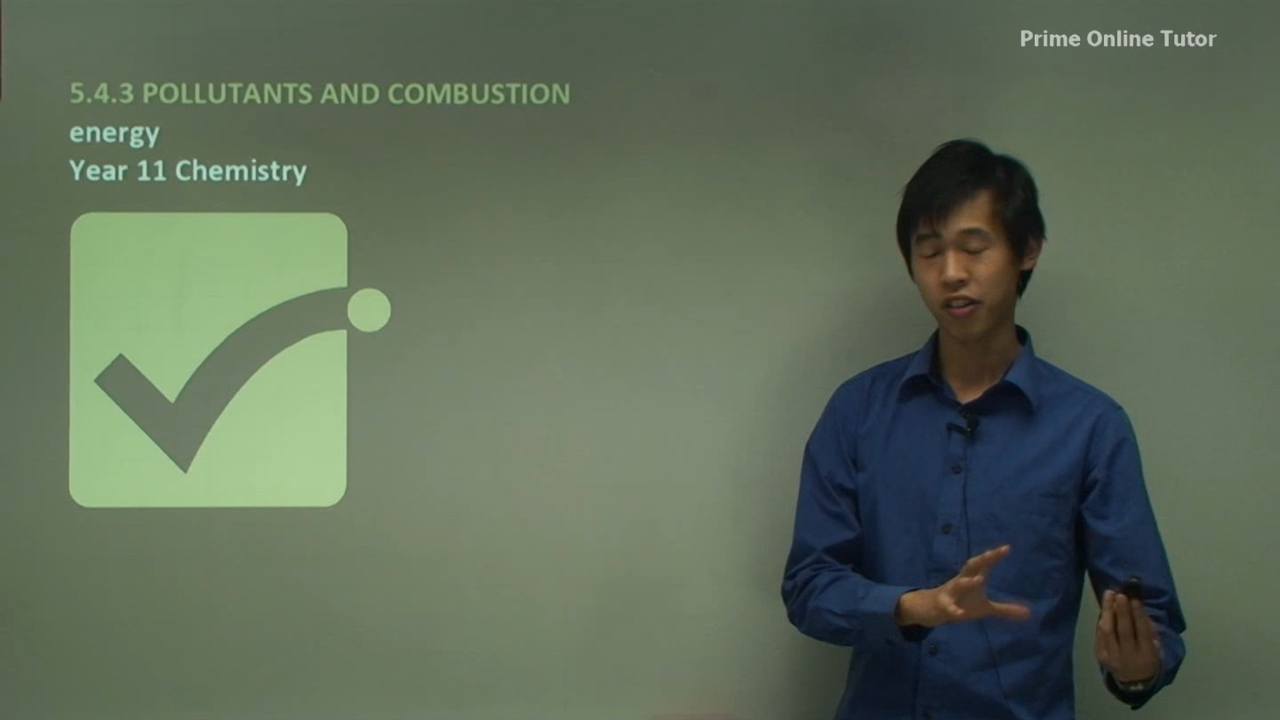 Prime Online Tutor
5.4.3 POLLUTANTS AND COMBUSTION
energy
Year 11 Chemistry